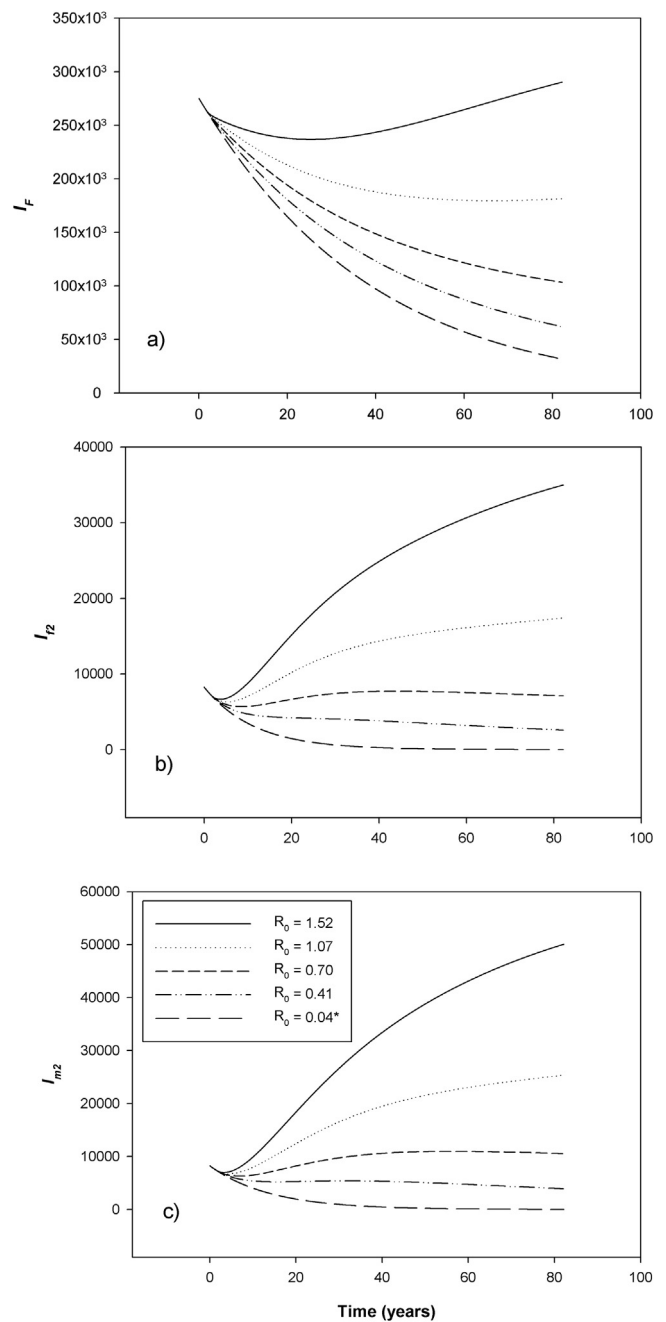 350x10³
300x10³
250x10³
200x10³
150x10³
100x10³
50x10³
0
I_F
a)
0 20 40 60 80 100
40000
30000
20000
10000
0
I_f2
b)
0 20 40 60 80 100
60000
50000
40000
30000
20000
10000
0
I_m2
R₀ = 1.52
R₀ = 1.07
R₀ = 0.70
R₀ = 0.41
R₀ = 0.04*
c)
0 20 40 60 80 100
Time (years)